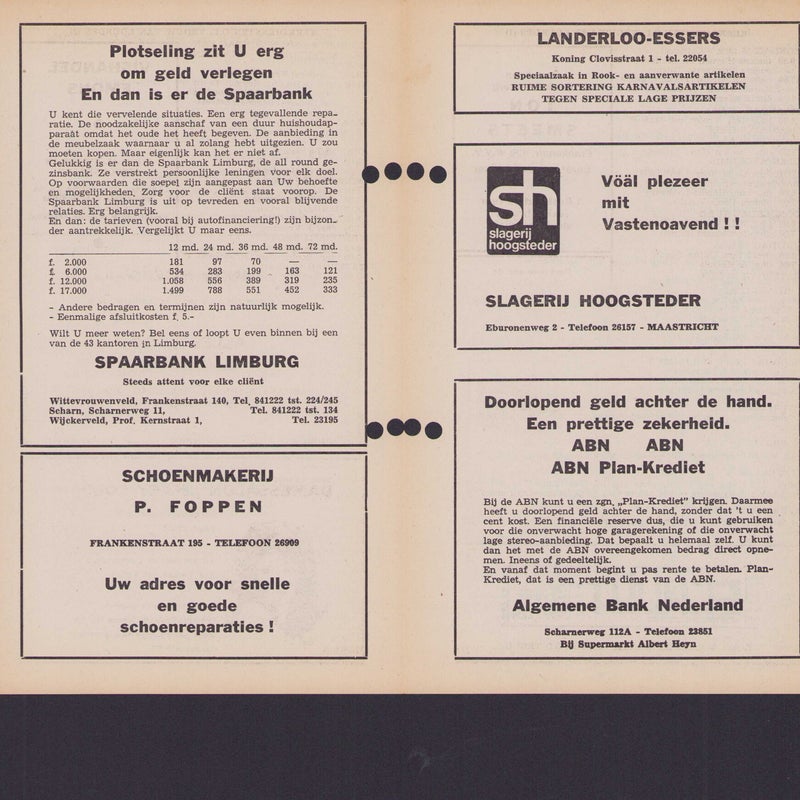 Plotseling zit U erg
om geld verlegen
En dan is er de Spaarbank
U kent die vervelende situaties. Een erg tegevallende repa-
ratie. De noodzakelijke aanschaf van een duur huishoudap-
paraàt omdat het oude het heeft begeven. De aanbieding in
de meubelzaak waarnaar u al zolang hebt uitgezien. U zou
moeten kopen. Maar eigenlijk kan het er niet af.
Gelukkig is er dan de Spaarbank Limburg, de all round ge-
zinsbank. Ze verstrekt persoonlijke leningen voor elk doel.
Op voorwaarden die soepel zijn aangepast aan Uw behoefte
en mogelijkheden. Zorg voor de cliënt staat voorop. De
Spaarbank Limburg is uit op tevreden en vooral blijvende
relaties. Erg belangrijk.
En dan: de tarieven (vooral bij autofinanciering!) zijn bijzon-
der aantrekkelijk. Vergelijkt U maar eens.
12 md. 24 md. 36 md. 48 md. 72 md.
f. 2.000 181 97 70 — —
f. 6.000 534 283 199 163 121
f. 12.000 1.058 556 389 319 235
f. 17.000 1.499 788 551 452 333
- Andere bedragen en termijnen zijn natuurlijk mogelijk.
- Eenmalige afsluitkosten f. 5.-
Wilt U meer weten? Bel eens of loopt U even binnen bij een
van de 43 kantoren in Limburg.
SPAARBANK LIMBURG
Steeds attent voor elke cliënt
Wittevrouwenveld, Frankenstraat 140, Tel. 841222 tst. 224/245
Scharn, Scharnerweg 11, Tel. 841222 tst. 134
Wijckerveld, Prof. Kernstraat 1, Tel. 23195
SCHOENMAKERIJ
P. FOPPEN
FRANKENSTRAAT 195 - TELEFOON 26909
Uw adres voor snelle
en goede
schoenreparaties !
LANDERLOO-ESSERS
Koning Clovisstraat 1 - tel. 22054
Speciaalzaak in Rook- en aanverwante artikelen
RUIME SORTERING KARNAVALSARTIKELEN
TEGEN SPECIALE LAGE PRIJZEN
sh
slagerij
hoogsteder
Vöäl plezeer
mit
Vastenoavend ! !
SLAGERIJ HOOGSTEDER
Eburonenweg 2 - Telefoon 26157 - MAASTRICHT
Doorlopend geld achter de hand.
Een prettige zekerheid.
ABN ABN
ABN Plan-Krediet
Bij de ABN kunt u een zgn. „Plan-Krediet" krijgen. Daarmee
heeft u doorlopend geld achter de hand, zonder dat 't u een
cent kost. Een financiële reserve dus, die u kunt gebruiken
voor die onverwacht hoge garagerekening of die onverwacht
lage stereo-aanbieding. Dat bepaalt u helemaal zelf. U kunt
dan het met de ABN overeengekomen bedrag direct opne-
men. Ineens of gedeeltelijk.
En vanaf dat moment begint u pas rente te betalen. Plan-
Krediet, dat is een prettige dienst van de ABN.
Algemene Bank Nederland
Scharnerweg 112A - Telefoon 23851
Bij Supermarkt Albert Heyn